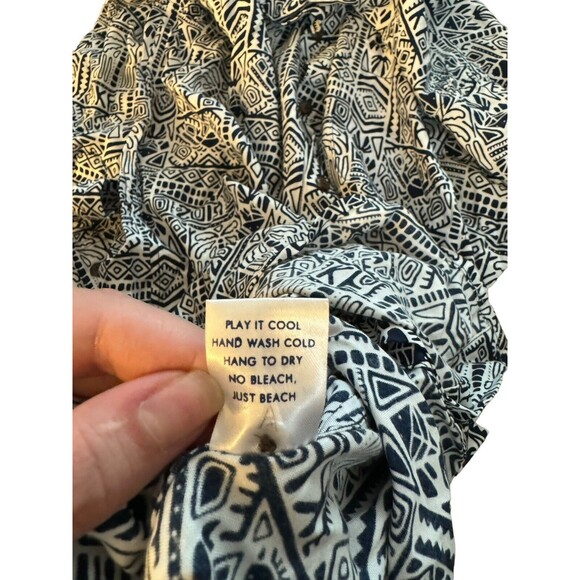 PLAY IT COOL
HAND WASH COLD
HANG TO DRY
NO BLEACH,
JUST BEACH